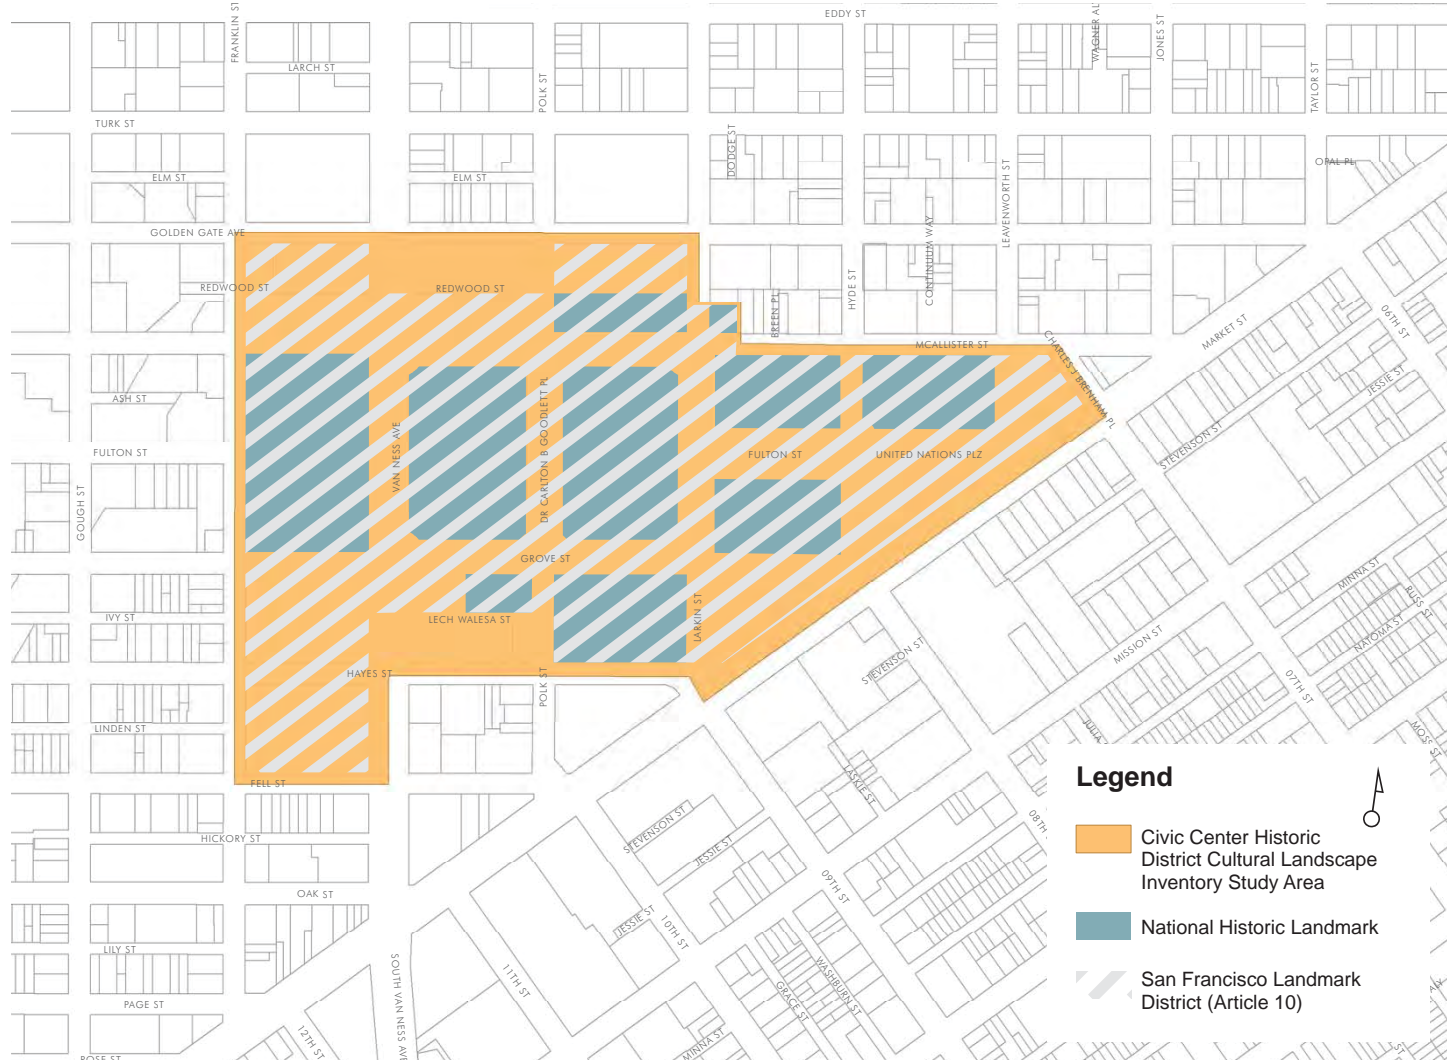 EDDY ST
FRANKLIN ST
WAGNER AL
JONES ST
LARCH ST
POLK ST
TAYLOR ST
TURK ST
DODGE ST
OPAL PL
ELM ST
ELM ST
LEAVENWORTH ST
GOLDEN GATE AVE
CONTINUUM WAY
REDWOOD ST
REDWOOD ST
HYDE ST
BREEN PL
06TH ST
MARKET ST
MCALLISTER ST
CHARLES J BRENHAM PL
JESSIE ST
ASH ST
VAN NESS AVE
DR CARLTON B GOODLETT PL
FULTON ST
FULTON ST
UNITED NATIONS PLZ
STEVENSON ST
GOUGH ST
GROVE ST
MINNA ST
RUSS ST
IVY ST
LECH WALESA ST
LARKIN ST
NATOMA ST
MISSION ST
STEVENSON ST
HAYES ST
POLK ST
07TH ST
LINDEN ST
JULIA
MOSS ST
FELL ST
LASKIE ST
08TH
STEVENSON ST
HICKORY ST
JESSIE ST
OAK ST
09TH ST
JESSIE ST
10TH ST
LILY ST
SOUTH VAN NESS AVE
11TH ST
WASHBURN ST
GRACE ST
PAGE ST
12TH ST
MINNA ST
ROSE ST
Legend
Civic Center Historic
District Cultural Landscape
Inventory Study Area
National Historic Landmark
San Francisco Landmark
District (Article 10)